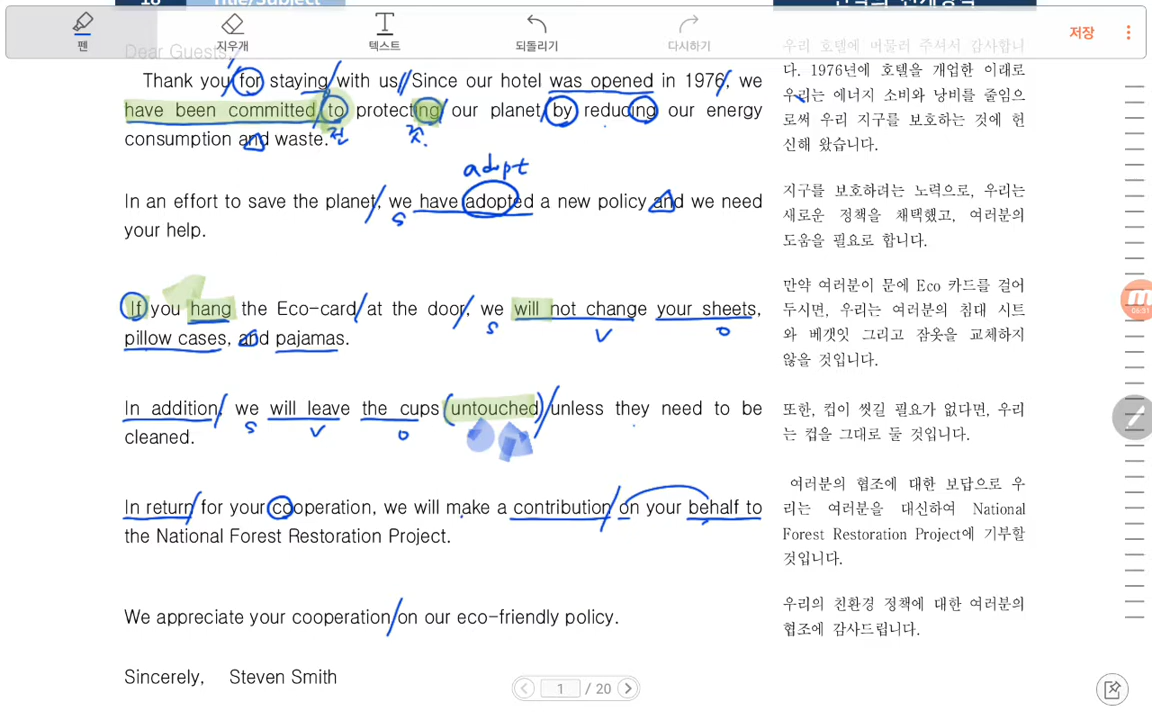 18
Title/Subject
펜
지우개
텍스트
되돌리기
다시하기
저장
Dear Guests,
Thank you for staying with us. Since our hotel was opened in 1976, we
have been committed to protecting our planet by reducing our energy
consumption and waste.
전
adopt
In an effort to save the planet, we have adopted a new policy and we need
S
your help.
If you hang the Eco-card at the door, we will not change your sheets,
S V O
pillow cases, and pajamas.
In addition, we will leave the cups (untouched) unless they need to be
S V O
cleaned.
In return for your cooperation, we will make a contribution on your behalf to
the National Forest Restoration Project.
We appreciate your cooperation on our eco-friendly policy.
Sincerely, Steven Smith
우리 호텔에 머물러 주셔서 감사합니
다. 1976년에 호텔을 개업한 이래로
우리는 에너지 소비와 낭비를 줄임으
로써 우리 지구를 보호하는 것에 헌
신해 왔습니다.
지구를 보호하려는 노력으로, 우리는
새로운 정책을 채택했고, 여러분의
도움을 필요로 합니다.
만약 여러분이 문에 Eco 카드를 걸어
두시면, 우리는 여러분의 침대 시트
와 베갯잇 그리고 잠옷을 교체하지
않을 것입니다.
또한, 컵이 씻길 필요가 없다면, 우리
는 컵을 그대로 둘 것입니다.
여러분의 협조에 대한 보답으로 우
리는 여러분을 대신하여 National
Forest Restoration Project에 기부할
것입니다.
우리의 친환경 정책에 대한 여러분의
협조에 감사드립니다.
1 / 20